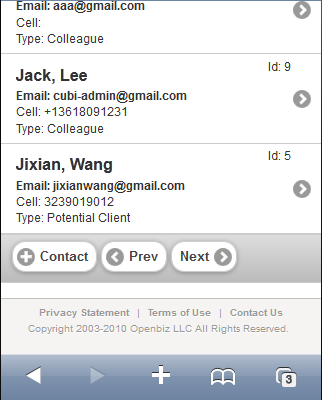 Email: aaa@gmail.com
Cell:
Type: Colleague
Id: 9
Jack, Lee
Email: cubi-admin@gmail.com
Cell: +13618091231
Type: Colleague
Id: 5
Jixian, Wang
Email: jixianwang@gmail.com
Cell: 3239019012
Type: Potential Client
Contact Prev Next
Privacy Statement | Terms of Use | Contact Us
Copyright 2003-2010 Openbiz LLC All Rights Reserved.
3